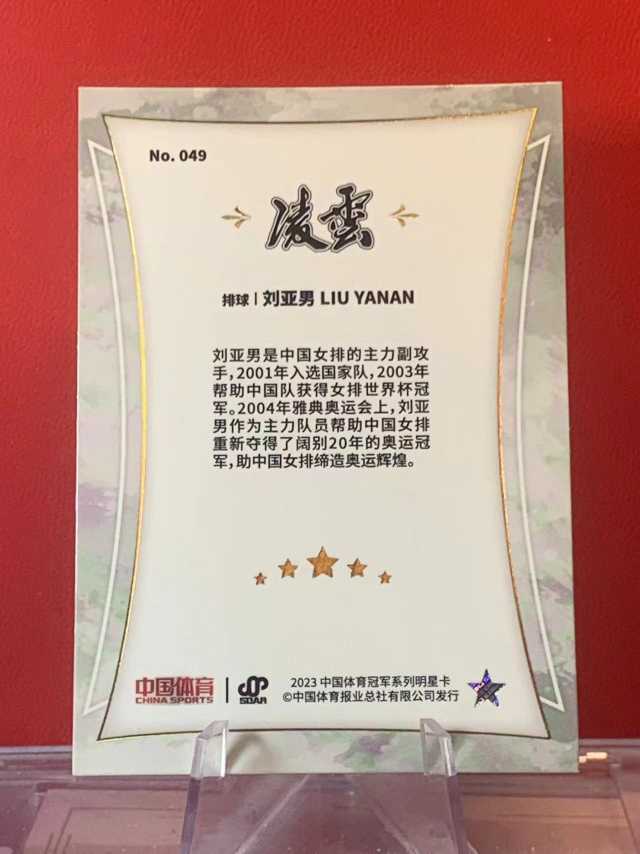 No. 049
凌雲
排球 | 刘亚男 LIU YANAN
刘亚男是中国女排的主力副攻
手,2001年入选国家队,2003年
帮助中国队获得女排世界杯冠
军。2004年雅典奥运会上,刘亚
男作为主力队员帮助中国女排
重新夺得了阔别20年的奥运冠
军,助中国女排缔造奥运辉煌。
中国体育
CHINA SPORTS
SDAR
2023 中国体育冠军系列明星卡
©中国体育报业总社有限公司发行